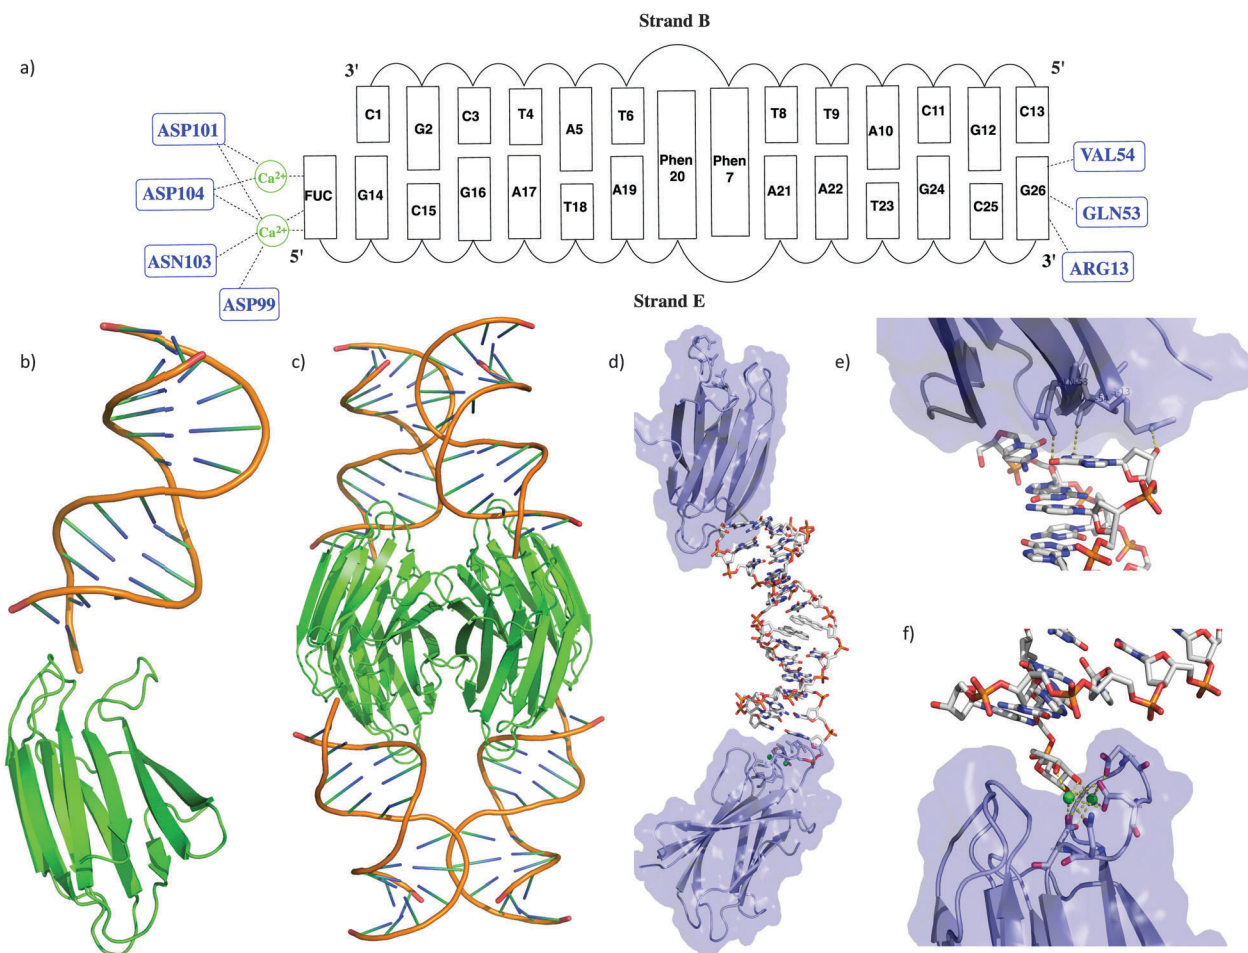 Strand B
a)
3'
5'
C1
G2
C3
T4
A5
T6
Phen
20
Phen
7
T8
T9
A10
C11
G12
C13
ASP101
ASP104
ASN103
ASP99
Ca2+
Ca2+
FUC
G14
C15
G16
A17
T18
A19
A21
A22
T23
G24
C25
G26
VAL54
GLN53
ARG13
5'
3'
Strand E
b)
c)
d)
e)
f)